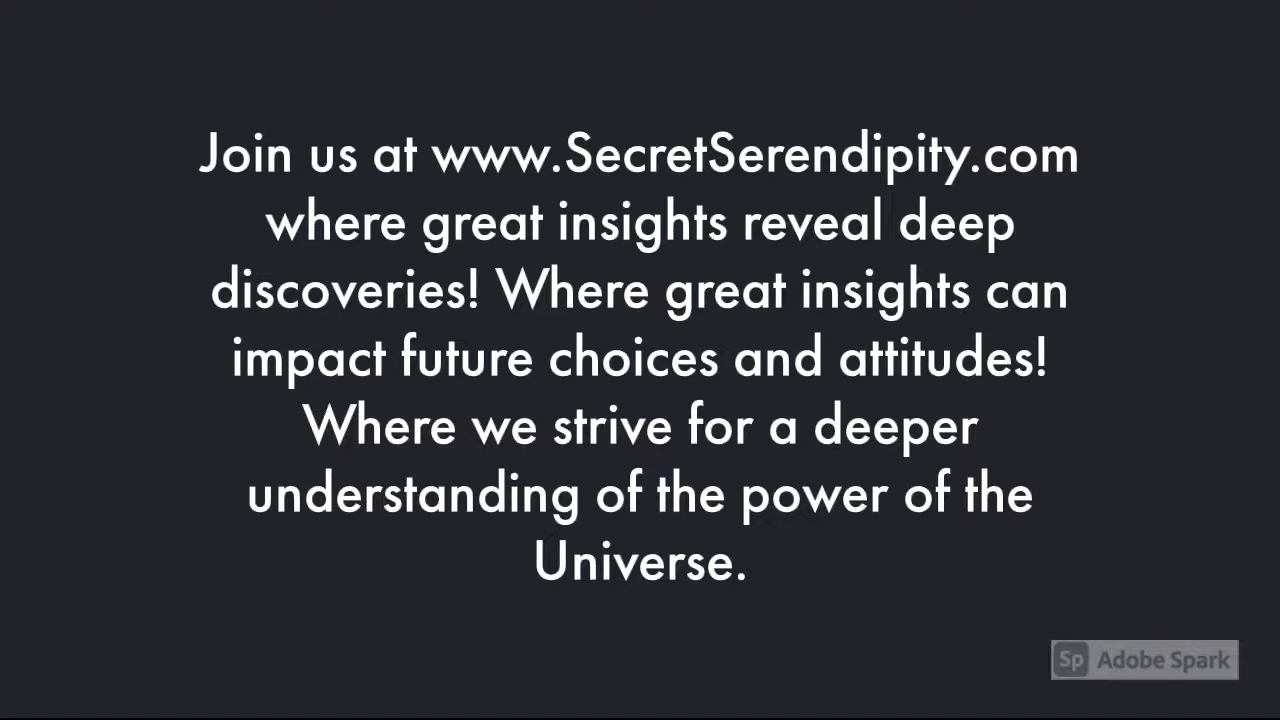 Join us at www.SecretSerendipity.com
where great insights reveal deep
discoveries! Where great insights can
impact future choices and attitudes!
Where we strive for a deeper
understanding of the power of the
Universe.
Sp Adobe Spark